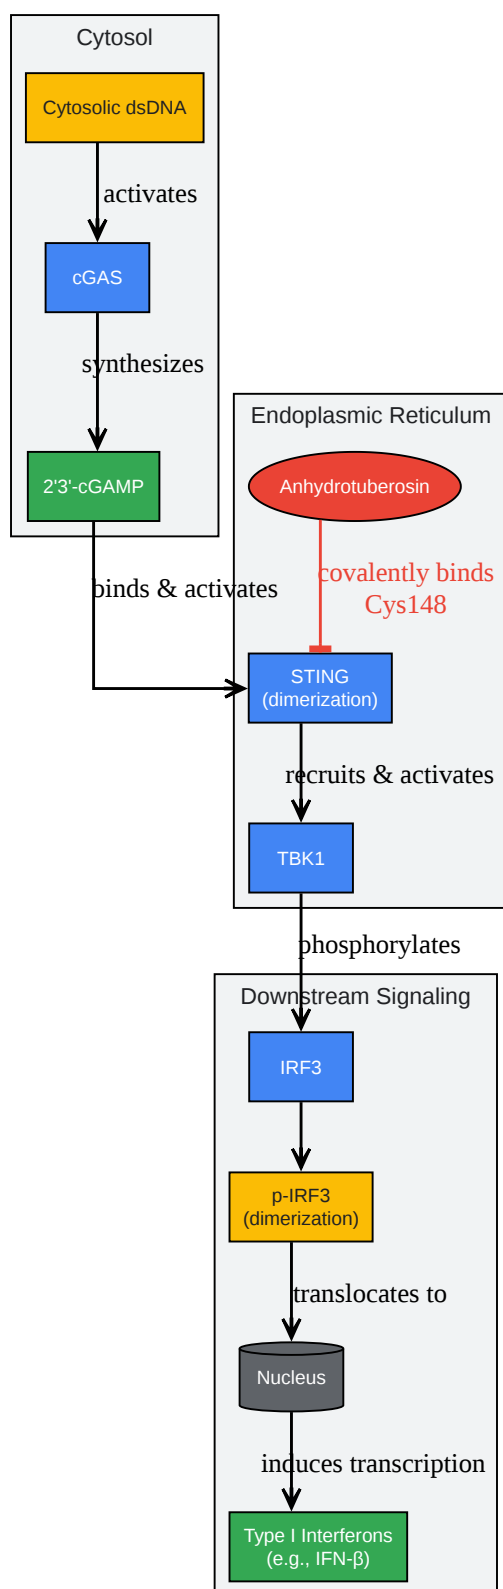 Cytosol
Cytosolic dsDNA
activates
cGAS
synthesizes
2'3'-cGAMP
binds & activates
Endoplasmic Reticulum
Anhydrotuberosin
covalently binds
Cys148
STING
(dimerization)
recruits & activates
TBK1
phosphorylates
Downstream Signaling
IRF3
p-IRF3
(dimerization)
translocates to
Nucleus
induces transcription
Type I Interferons
(e.g., IFN-β)